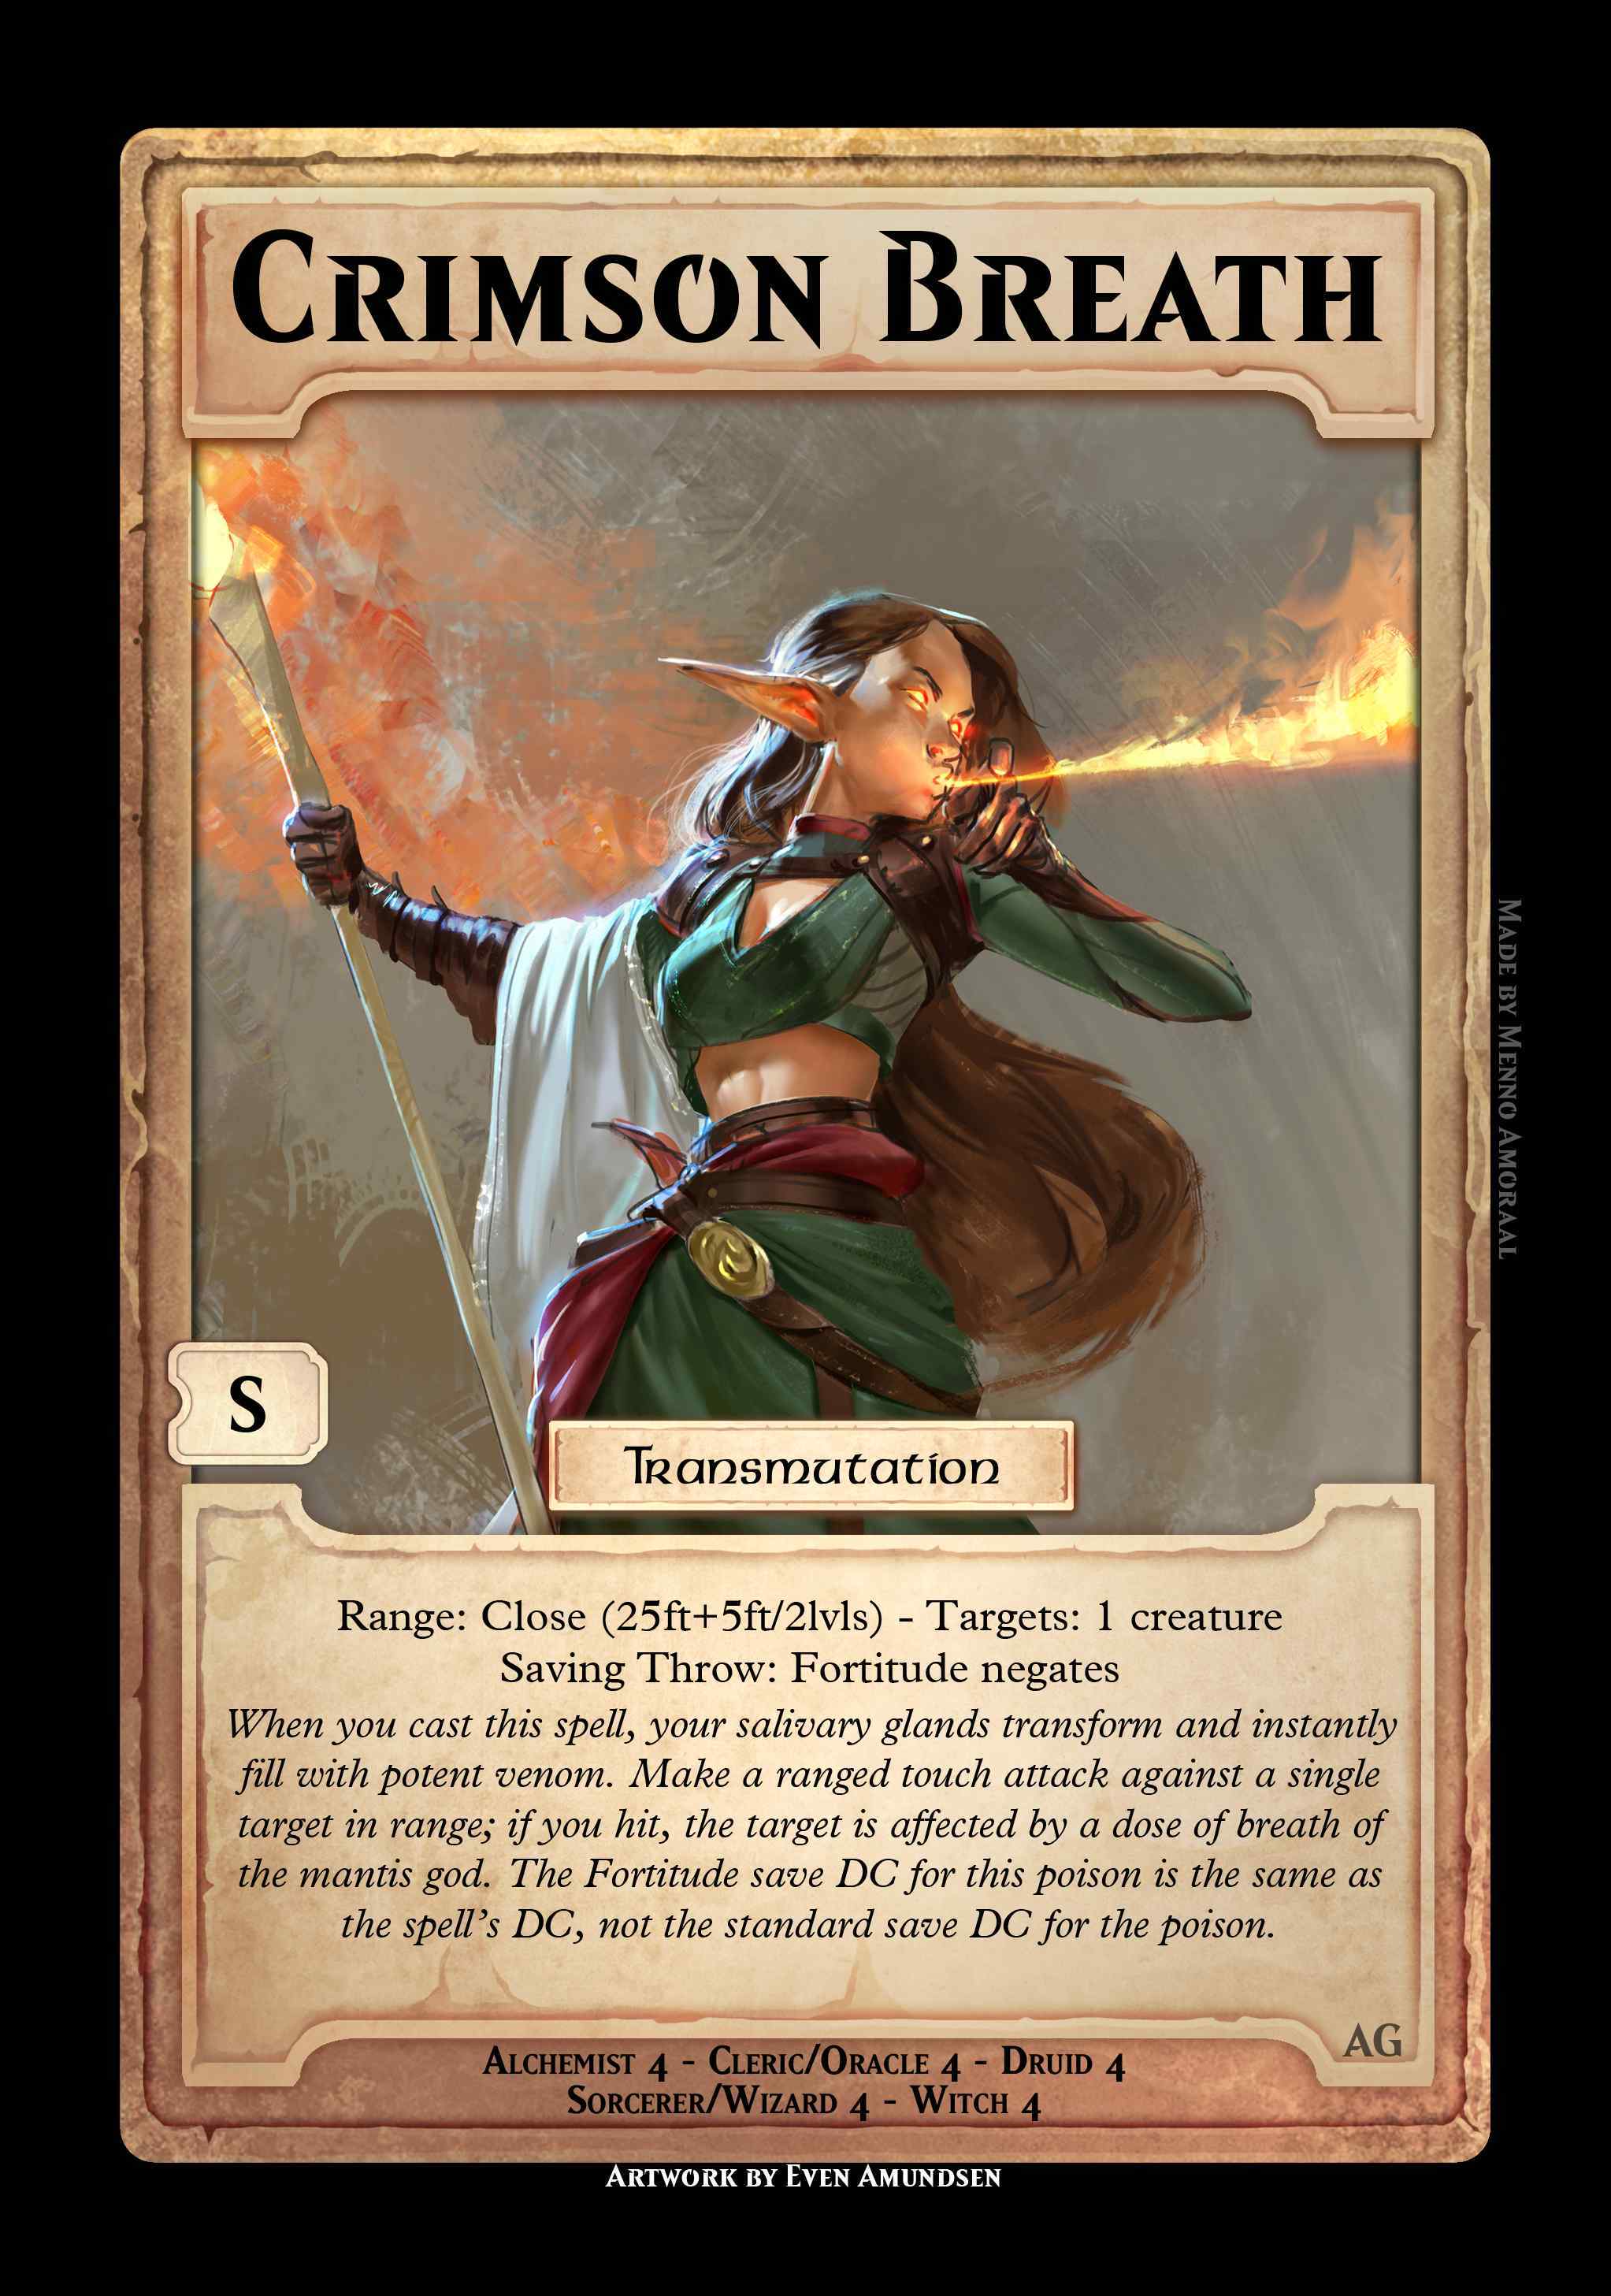 Crimson Breath
Made by Menno Amoraal
S
Transmutation
Range: Close (25ft+5ft/2lvls) - Targets: 1 creature
Saving Throw: Fortitude negates
When you cast this spell, your salivary glands transform and instantly
fill with potent venom. Make a ranged touch attack against a single
target in range; if you hit, the target is affected by a dose of breath of
the mantis god. The Fortitude save DC for this poison is the same as
the spell's DC, not the standard save DC for the poison.
AG
Alchemist 4 - Cleric/Oracle 4 - Druid 4
Sorcerer/Wizard 4 - Witch 4
Artwork by Even Amundsen